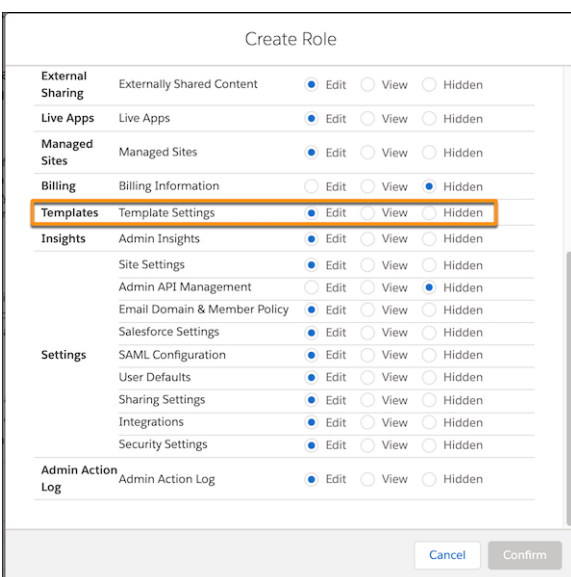 Create Role
External Sharing Externally Shared Content Edit View Hidden
Live Apps Live Apps Edit View Hidden
Managed Sites Managed Sites Edit View Hidden
Billing Billing Information Edit View Hidden
Templates Template Settings Edit View Hidden
Insights Admin Insights Edit View Hidden
Site Settings Edit View Hidden
Admin API Management Edit View Hidden
Email Domain & Member Policy Edit View Hidden
Salesforce Settings Edit View Hidden
Settings SAML Configuration Edit View Hidden
User Defaults Edit View Hidden
Sharing Settings Edit View Hidden
Integrations Edit View Hidden
Security Settings Edit View Hidden
Admin Action Log Admin Action Log Edit View Hidden
Cancel Confirm